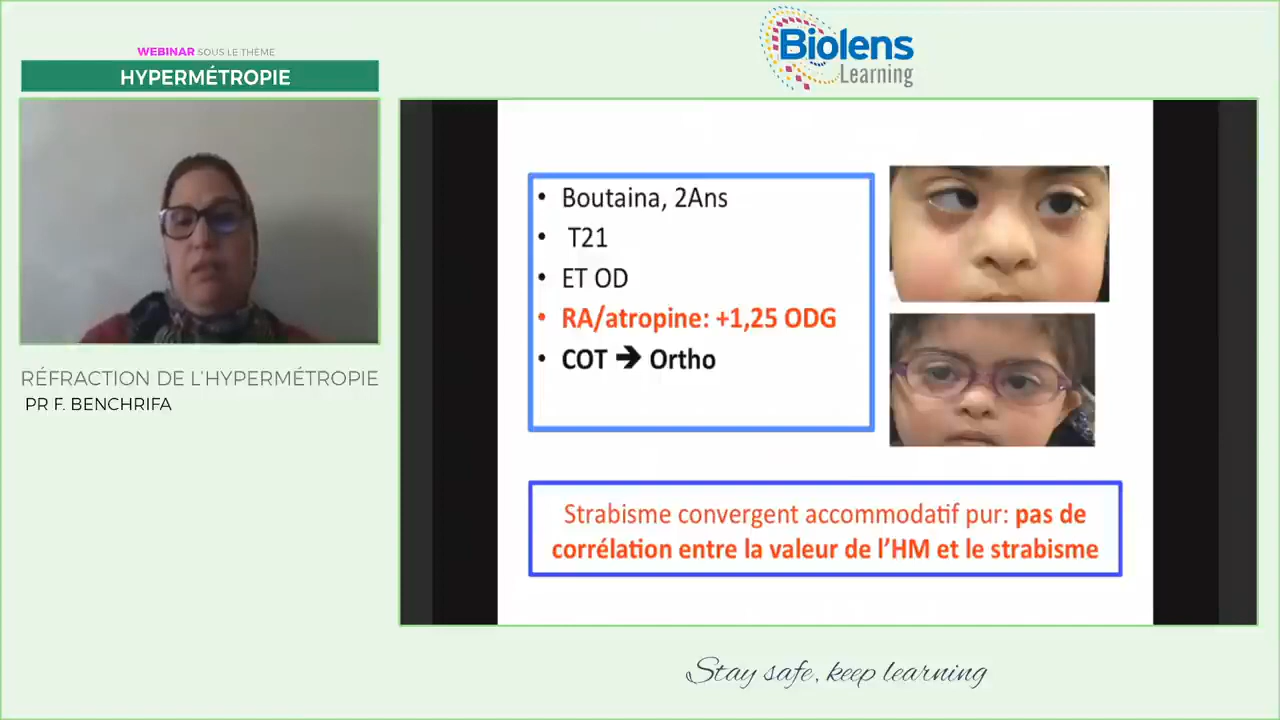 WEBINAR SOUS LE THÈME
HYPERMÉTROPIE
Biolens
Learning
RÉFRACTION DE L'HYPERMÉTROPIE
PR F. BENCHRIFA
• Boutaina, 2Ans
• T21
• ET OD
• RA/atropine: +1,25 ODG
• COT ➔ Ortho
Strabisme convergent accommodatif pur: pas de
corrélation entre la valeur de l'HM et le strabisme
Stay safe, keep learning